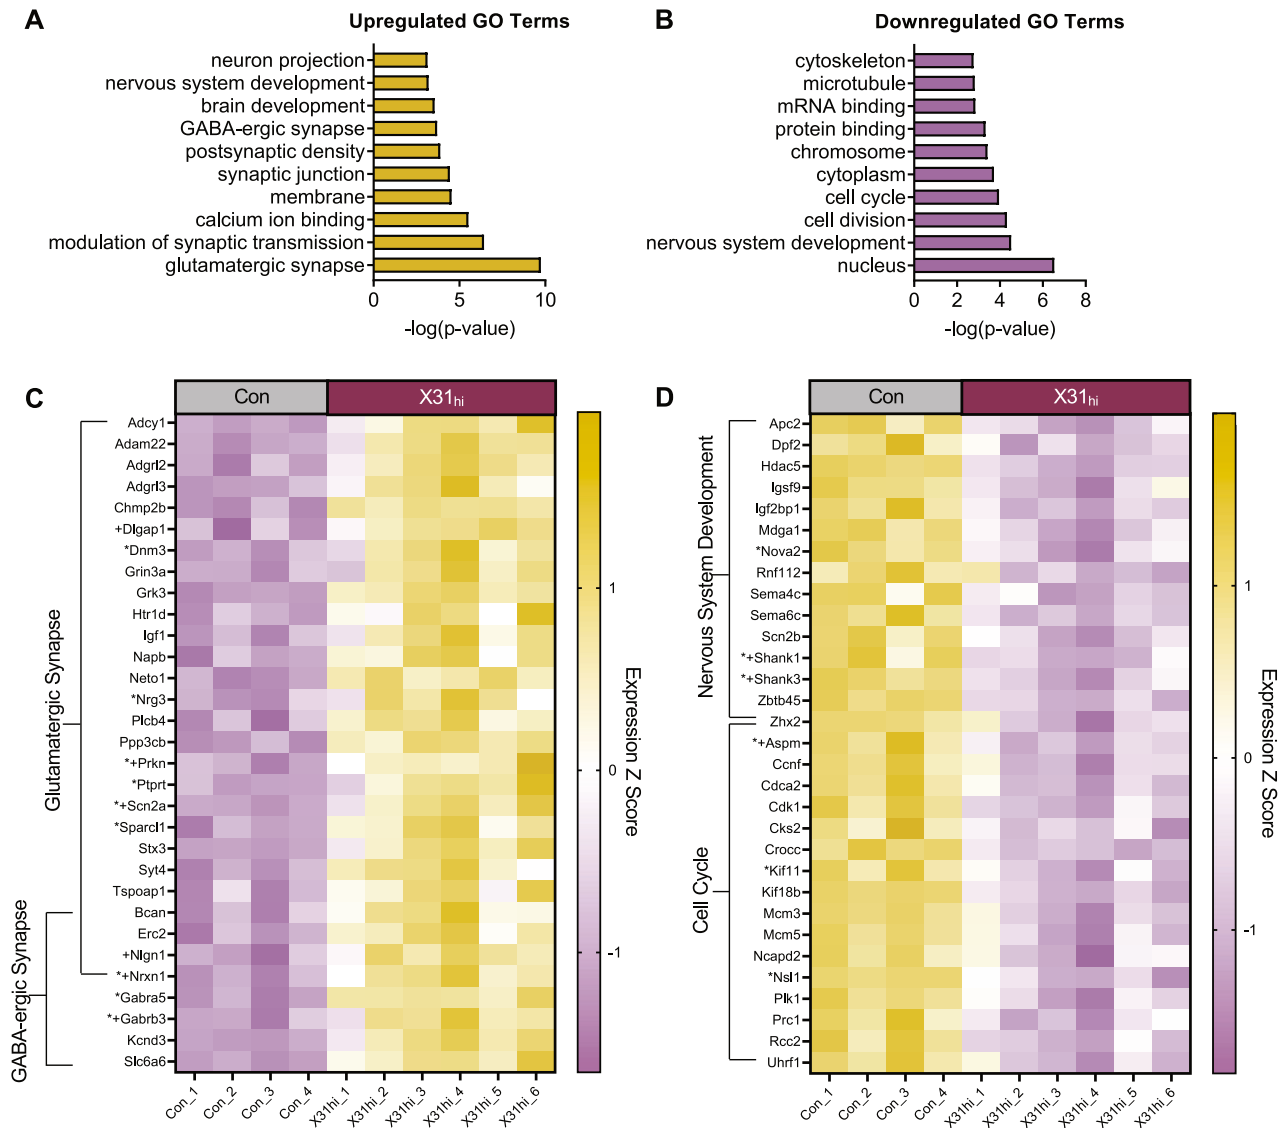 A
Upregulated GO Terms
neuron projection
nervous system development
brain development
GABA-ergic synapse
postsynaptic density
synaptic junction
membrane
calcium ion binding
modulation of synaptic transmission
glutamatergic synapse
0 5 10
-log(p-value)
B
Downregulated GO Terms
cytoskeleton
microtubule
mRNA binding
protein binding
chromosome
cytoplasm
cell cycle
cell division
nervous system development
nucleus
0 2 4 6 8
-log(p-value)
C
Con
X31hi
Glutamatergic Synapse
GABA-ergic Synapse
Adcy1
Adam22
Adgrl2
Adgrl3
Chmp2b
+Dlgap1
*Dnm3
Grin3a
Grk3
Htr1d
Igf1
Napb
Neto1
*Nrg3
Plcb4
Ppp3cb
*+Prkn
*Ptprt
*+Scn2a
*Sparcl1
Stx3
Syt4
Tspoap1
Bcan
Erc2
+Nlgn1
*+Nrxn1
*Gabra5
*+Gabrb3
Kcnd3
Slc6a6
Con_1 Con_2 Con_3 Con_4 X31hi_1 X31hi_2 X31hi_3 X31hi_4 X31hi_5 X31hi_6
1
0
-1
Expression Z Score
D
Con
X31hi
Nervous System Development
Cell Cycle
Apc2
Dpf2
Hdac5
Igsf9
Igf2bp1
Mdga1
*Nova2
Rnf112
Sema4c
Sema6c
Scn2b
*+Shank1
*+Shank3
Zbtb45
Zhx2
*+Aspm
Ccnf
Cdca2
Cdk1
Cks2
Crocc
*Kif11
Kif18b
Mcm3
Mcm5
Ncapd2
*Nsl1
Plk1
Prc1
Rcc2
Uhrf1
Con_1 Con_2 Con_3 Con_4 X31hi_1 X31hi_2 X31hi_3 X31hi_4 X31hi_5 X31hi_6
1
0
-1
Expression Z Score